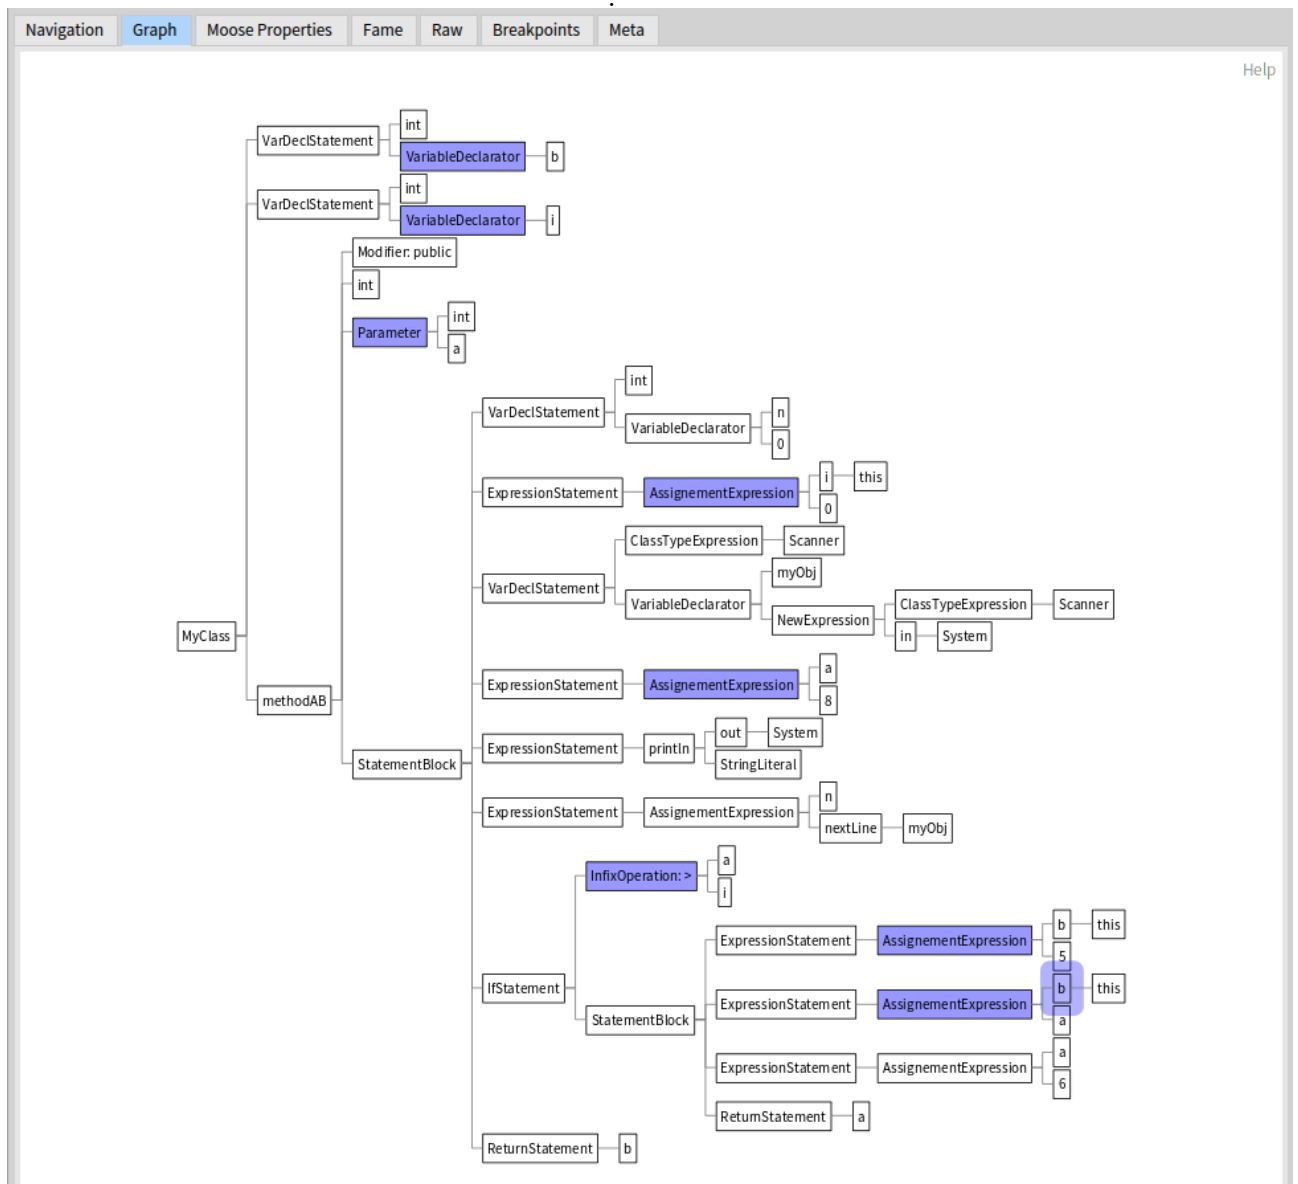 Navigation Graph Moose Properties Fame Raw Breakpoints Meta
Help
int
VarDeclStatement
VariableDeclarator b
int
VarDeclStatement
VariableDeclarator i
Modifier: public
int
int
Parameter
a
int
VarDeclStatement n
VariableDeclarator
0
i this
ExpressionStatement AssignementExpression
0
ClassTypeExpression Scanner
myObj
VarDeclStatement
VariableDeclarator ClassTypeExpression Scanner
NewExpression
MyClass in System
a
ExpressionStatement AssignementExpression
methodAB 8
out System
ExpressionStatement println
StatementBlock StringLiteral
n
ExpressionStatement AssignementExpression
nextLine myObj
a
InfixOperation: >
i
b this
ExpressionStatement AssignementExpression
5
IfStatement b this
ExpressionStatement AssignementExpression
StatementBlock a
a
ExpressionStatement AssignementExpression
6
ReturnStatement a
ReturnStatement b